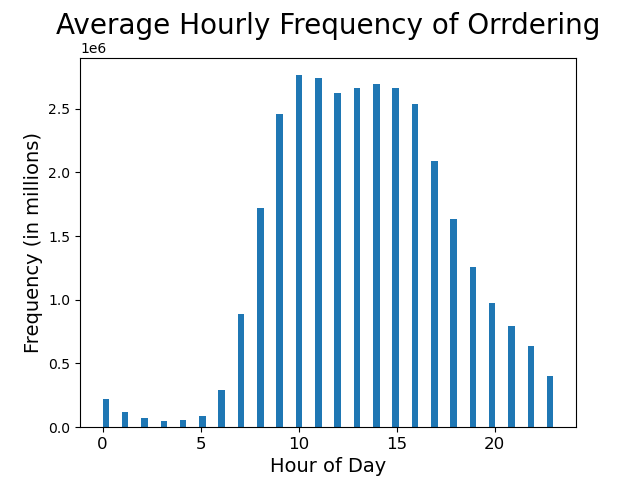 Average Hourly Frequency of Orrdering
1e6
2.5
2.0
1.5
1.0
0.5
0.0
Frequency (in millions)
0 5 10 15 20
Hour of Day